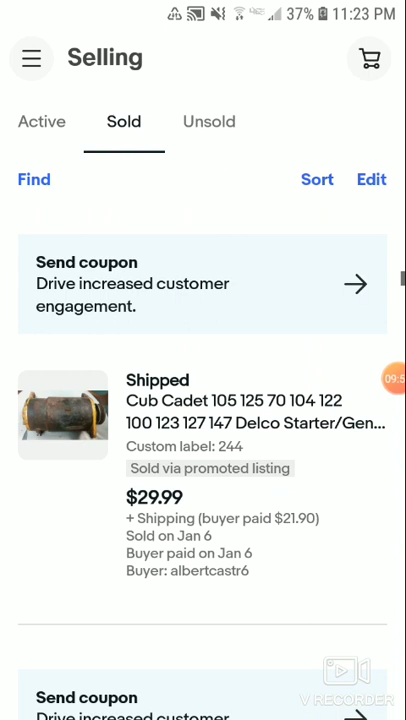 37% 11:23 PM
Selling
Active Sold Unsold
Find Sort Edit
Send coupon
Drive increased customer
engagement.
09:5
Shipped
Cub Cadet 105 125 70 104 122
100 123 127 147 Delco Starter/Gen...
Custom label: 244
Sold via promoted listing
$29.99
+ Shipping (buyer paid $21.90)
Sold on Jan 6
Buyer paid on Jan 6
Buyer: albertcastr6
Send coupon
Drive increased customer
V RECORDER